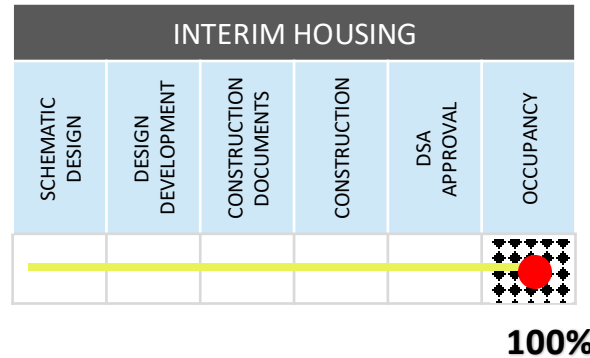 INTERIM HOUSING
SCHEMATIC
DESIGN
DESIGN
DEVELOPMENT
CONSTRUCTION
DOCUMENTS
CONSTRUCTION
DSA
APPROVAL
OCCUPANCY
100%